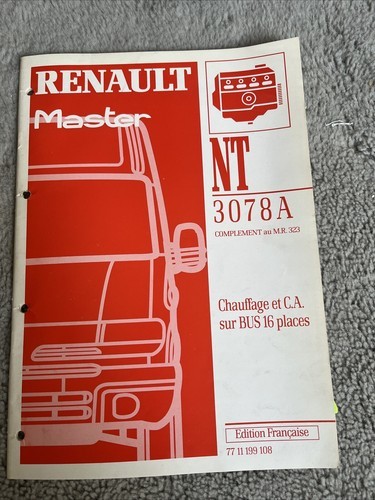 RENAULT
Master
NT
3078A
COMPLEMENT au M.R. 323
Chauffage et C.A.
sur BUS 16 places
Edition Française
77 11 199 108